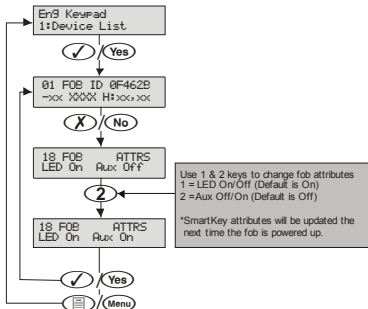 Eng Keypad
1:Device List
Yes
01 FOB ID 0F462B
-xx XXXX H:xx,xx
No
18 FOB ATTRS
LED On Aux Off
2
Use 1 & 2 keys to change fob attributes
1 = LED On/Off (Default is On)
2 = Aux Off/On (Default is Off)
*SmartKey attributes will be updated the
next time the fob is powered up.
18 FOB ATTRS
LED On Aux On
Yes
Menu